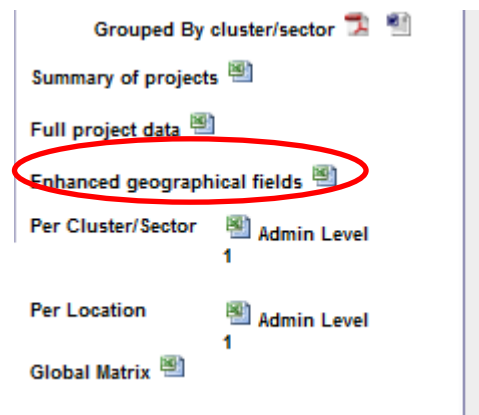 Grouped By cluster/sector
Summary of projects
Full project data
Enhanced geographical fields
Per Cluster/Sector Admin Level
1
Per Location Admin Level
1
Global Matrix